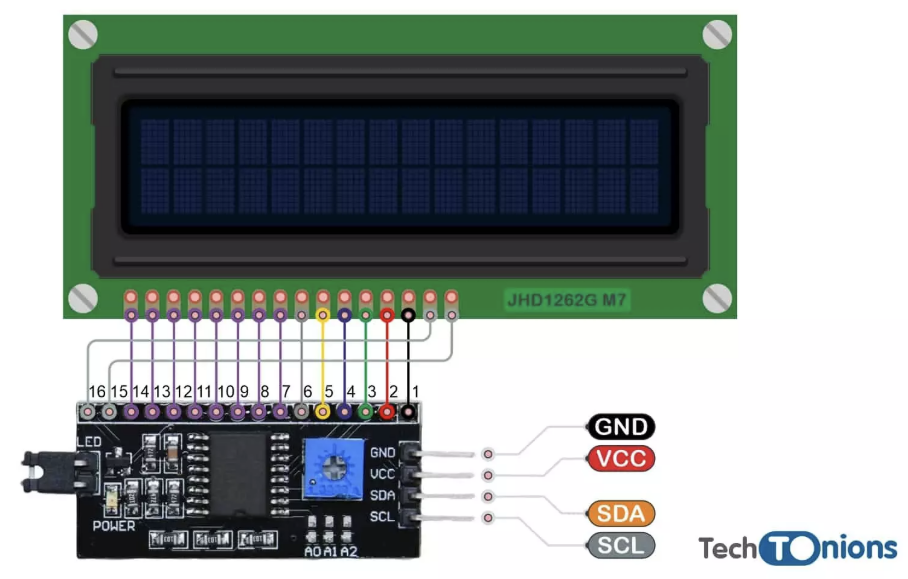 JHD1262G M7
16 15 14 13 12 11 10 9 8 7 6 5 4 3 2 1
LED
GND
VCC
SDA
SCL
GND
VCC
SDA
SCL
POWER
A0 A1 A2
TechTOnions